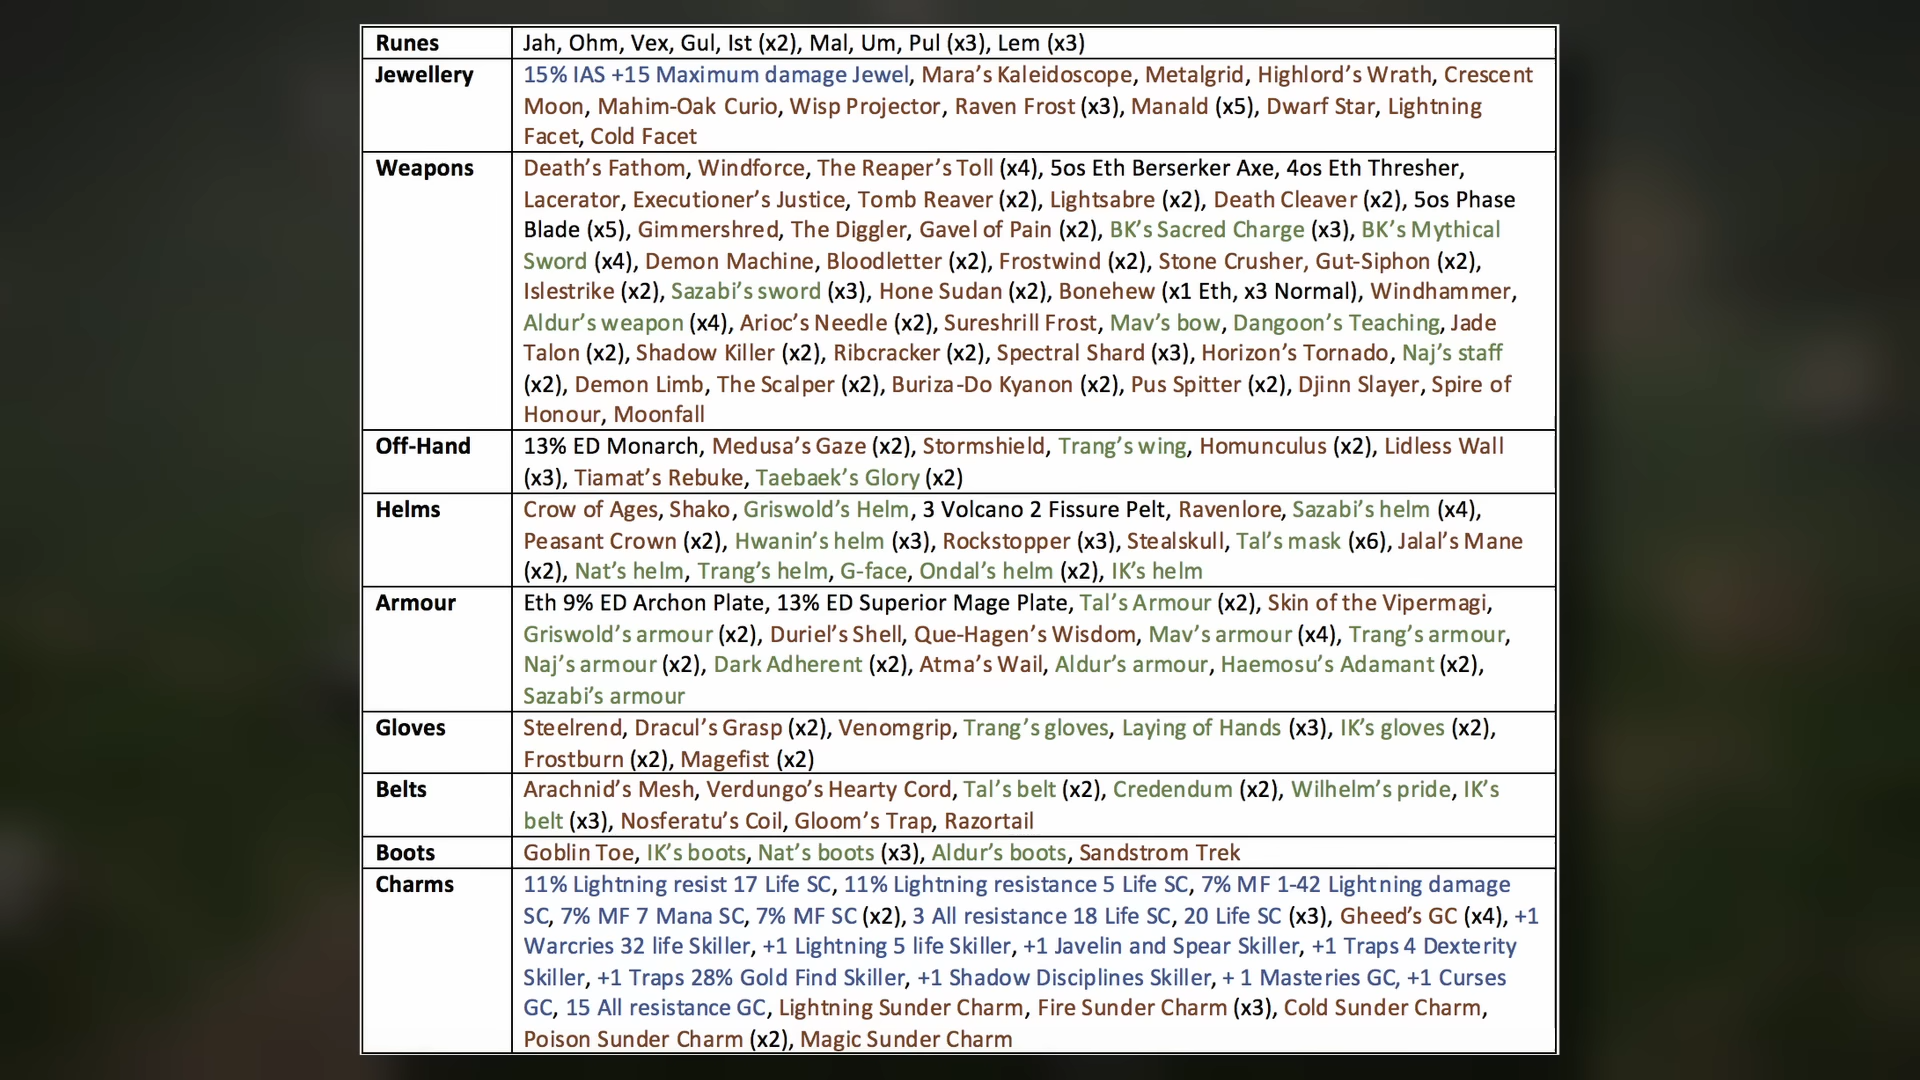 Runes
Jah, Ohm, Vex, Gul, Ist (x2), Mal, Um, Pul (x3), Lem (x3)
Jewellery
15% IAS +15 Maximum damage Jewel, Mara's Kaleidoscope, Metalgrid, Highlord's Wrath, Crescent
Moon, Mahim-Oak Curio, Wisp Projector, Raven Frost (x3), Manald (x5), Dwarf Star, Lightning
Facet, Cold Facet
Weapons
Death's Fathom, Windforce, The Reaper's Toll (x4), 5os Eth Berserker Axe, 4os Eth Thresher,
Lacerator, Executioner's Justice, Tomb Reaver (x2), Lightsabre (x2), Death Cleaver (x2), 5os Phase
Blade (x5), Gimmershred, The Diggler, Gavel of Pain (x2), BK's Sacred Charge (x3), BK's Mythical
Sword (x4), Demon Machine, Bloodletter (x2), Frostwind (x2), Stone Crusher, Gut-Siphon (x2),
Islestrike (x2), Sazabi's sword (x3), Hone Sudan (x2), Bonehew (x1 Eth, x3 Normal), Windhammer,
Aldur's weapon (x4), Arioc's Needle (x2), Sureshrill Frost, Mav's bow, Dangoon's Teaching, Jade
Talon (x2), Shadow Killer (x2), Ribcracker (x2), Spectral Shard (x3), Horizon's Tornado, Naj's staff
(x2), Demon Limb, The Scalper (x2), Buriza-Do Kyanon (x2), Pus Spitter (x2), Djinn Slayer, Spire of
Honour, Moonfall
Off-Hand
13% ED Monarch, Medusa's Gaze (x2), Stormshield, Trang's wing, Homunculus (x2), Lidless Wall
(x3), Tiamat's Rebuke, Taebaek's Glory (x2)
Helms
Crow of Ages, Shako, Griswold's Helm, 3 Volcano 2 Fissure Pelt, Ravenlore, Sazabi's helm (x4),
Peasant Crown (x2), Hwanin's helm (x3), Rockstopper (x3), Stealskull, Tal's mask (x6), Jalal's Mane
(x2), Nat's helm, Trang's helm, G-face, Ondal's helm (x2), IK's helm
Armour
Eth 9% ED Archon Plate, 13% ED Superior Mage Plate, Tal's Armour (x2), Skin of the Vipermagi,
Griswold's armour (x2), Duriel's Shell, Que-Hagen's Wisdom, Mav's armour (x4), Trang's armour,
Naj's armour (x2), Dark Adherent (x2), Atma's Wail, Aldur's armour, Haemosu's Adamant (x2),
Sazabi's armour
Gloves
Steelrend, Dracul's Grasp (x2), Venomgrip, Trang's gloves, Laying of Hands (x3), IK's gloves (x2),
Frostburn (x2), Magefist (x2)
Belts
Arachnid's Mesh, Verdungo's Hearty Cord, Tal's belt (x2), Credendum (x2), Wilhelm's pride, IK's
belt (x3), Nosferatu's Coil, Gloom's Trap, Razortail
Boots
Goblin Toe, IK's boots, Nat's boots (x3), Aldur's boots, Sandstrom Trek
Charms
11% Lightning resist 17 Life SC, 11% Lightning resistance 5 Life SC, 7% MF 1-42 Lightning damage
SC, 7% MF 7 Mana SC, 7% MF SC (x2), 3 All resistance 18 Life SC, 20 Life SC (x3), Gheed's GC (x4), +1
Warcries 32 life Skiller, +1 Lightning 5 life Skiller, +1 Javelin and Spear Skiller, +1 Traps 4 Dexterity
Skiller, +1 Traps 28% Gold Find Skiller, +1 Shadow Disciplines Skiller, + 1 Masteries GC, +1 Curses
GC, 15 All resistance GC, Lightning Sunder Charm, Fire Sunder Charm (x3), Cold Sunder Charm,
Poison Sunder Charm (x2), Magic Sunder Charm